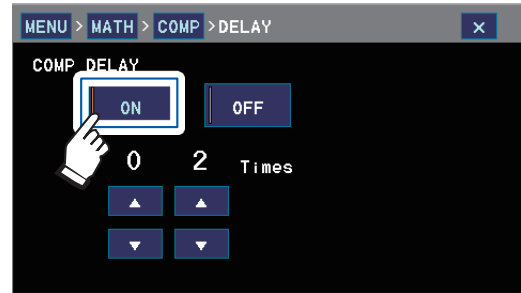 MENU > MATH > COMP > DELAY ×
COMP DELAY
ON OFF
0 2 Times